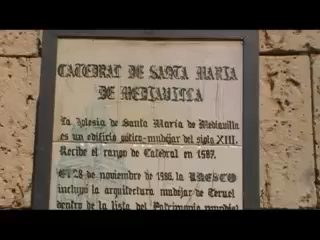 CATEDRAL DE SANTA MARIA
DE MEDIAVILLA
La Iglesia de Santa María de Mediavilla
es un edificio gótico-mudéjar del siglo XIII.
Recibe el rango de Catedral en 1587.
El 28 de noviembre de 1986, la UNESCO
incluyó la arquitectura mudéjar de Teruel
dentro de la lista del Patrimonio mundial